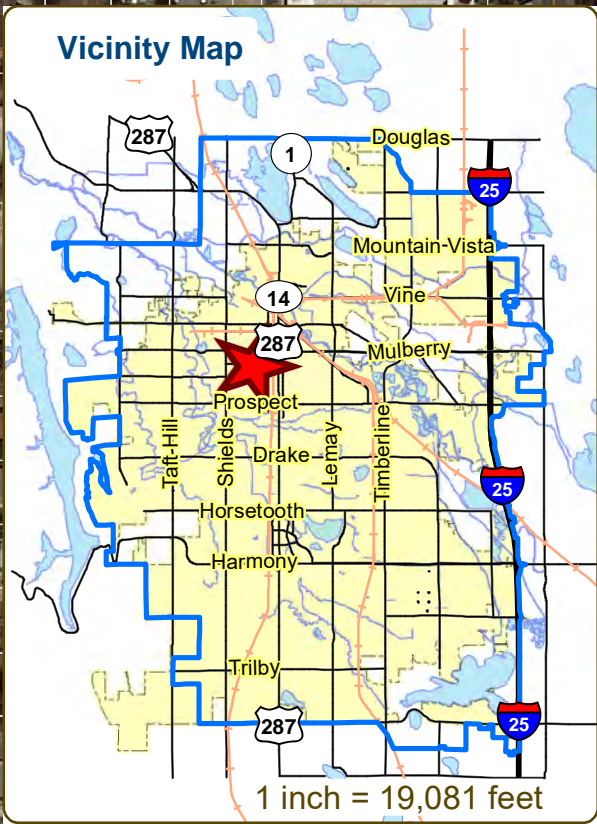 Vicinity Map
287
1
Douglas
25
Mountain-Vista
14
Vine
287
Mulberry
Prospect
Taft-Hill
Shields
Drake
Lemay
Timberline
25
Horsetooth
Harmony
Trilby
287
25
1 inch = 19,081 feet